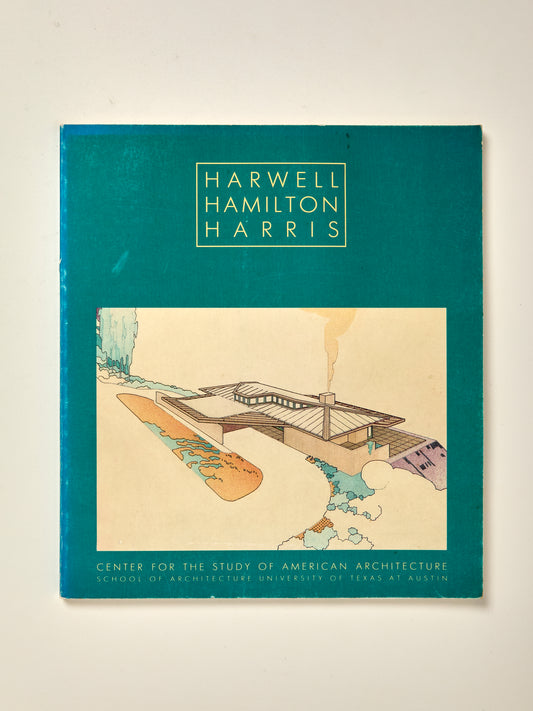 HARWELL
HAMILTON
HARRIS
CENTER FOR THE STUDY OF AMERICAN ARCHITECTURE
SCHOOL OF ARCHITECTURE UNIVERSITY OF TEXAS AT AUSTIN